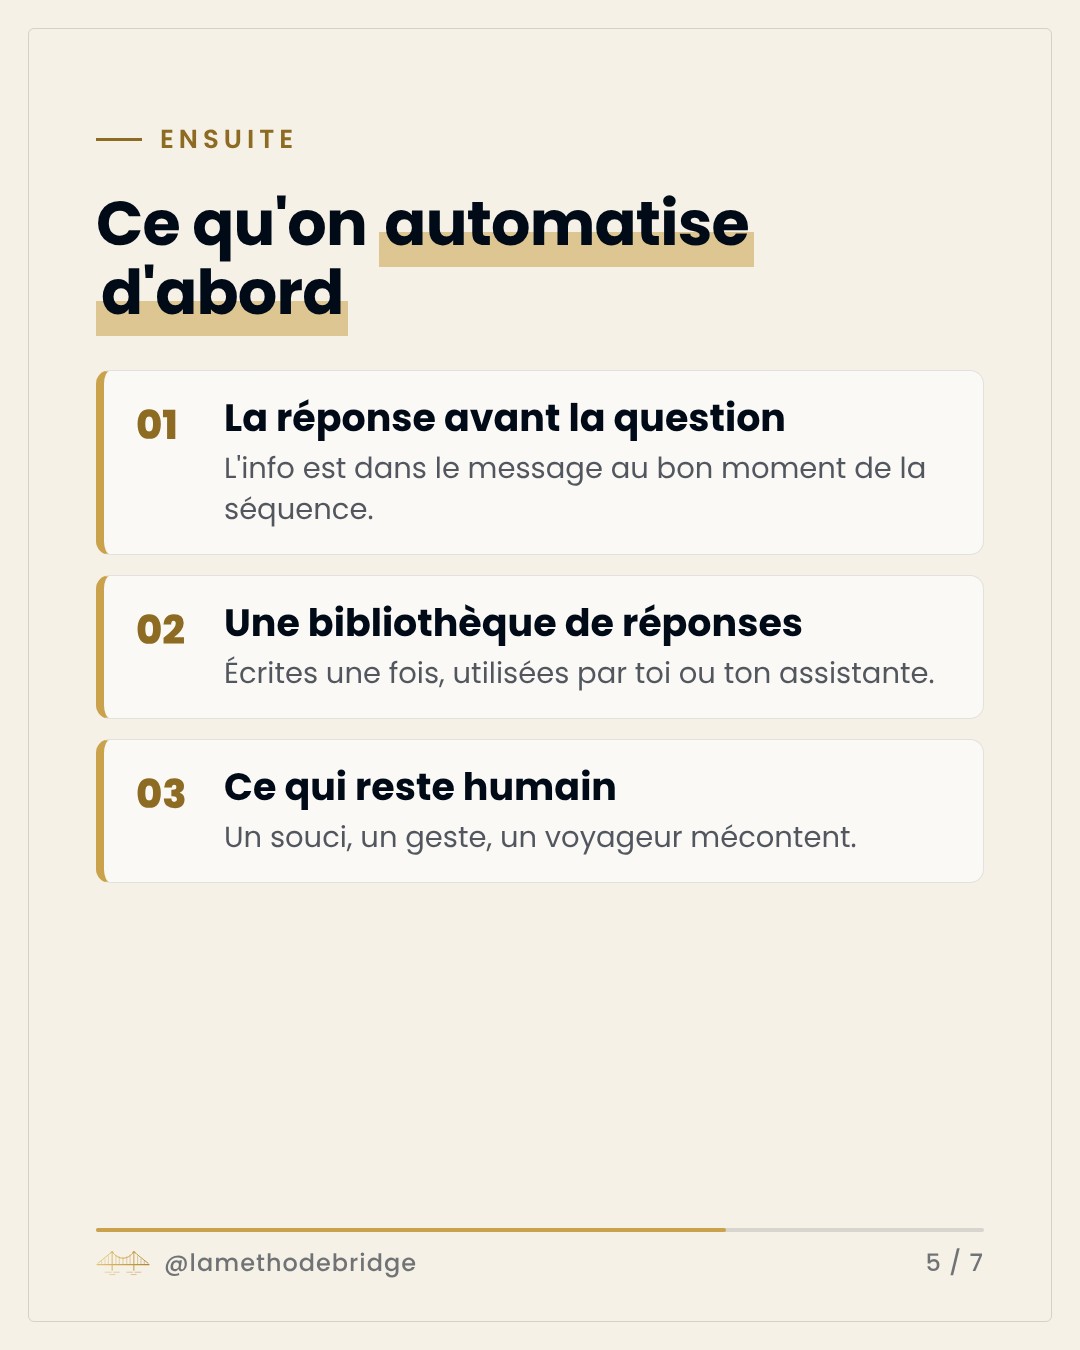 ENSUITE
Ce qu'on automatise
d'abord
01
La réponse avant la question
L'info est dans le message au bon moment de la
séquence.
02
Une bibliothèque de réponses
Écrites une fois, utilisées par toi ou ton assistante.
03
Ce qui reste humain
Un souci, un geste, un voyageur mécontent.
@lamethodebridge
5 / 7